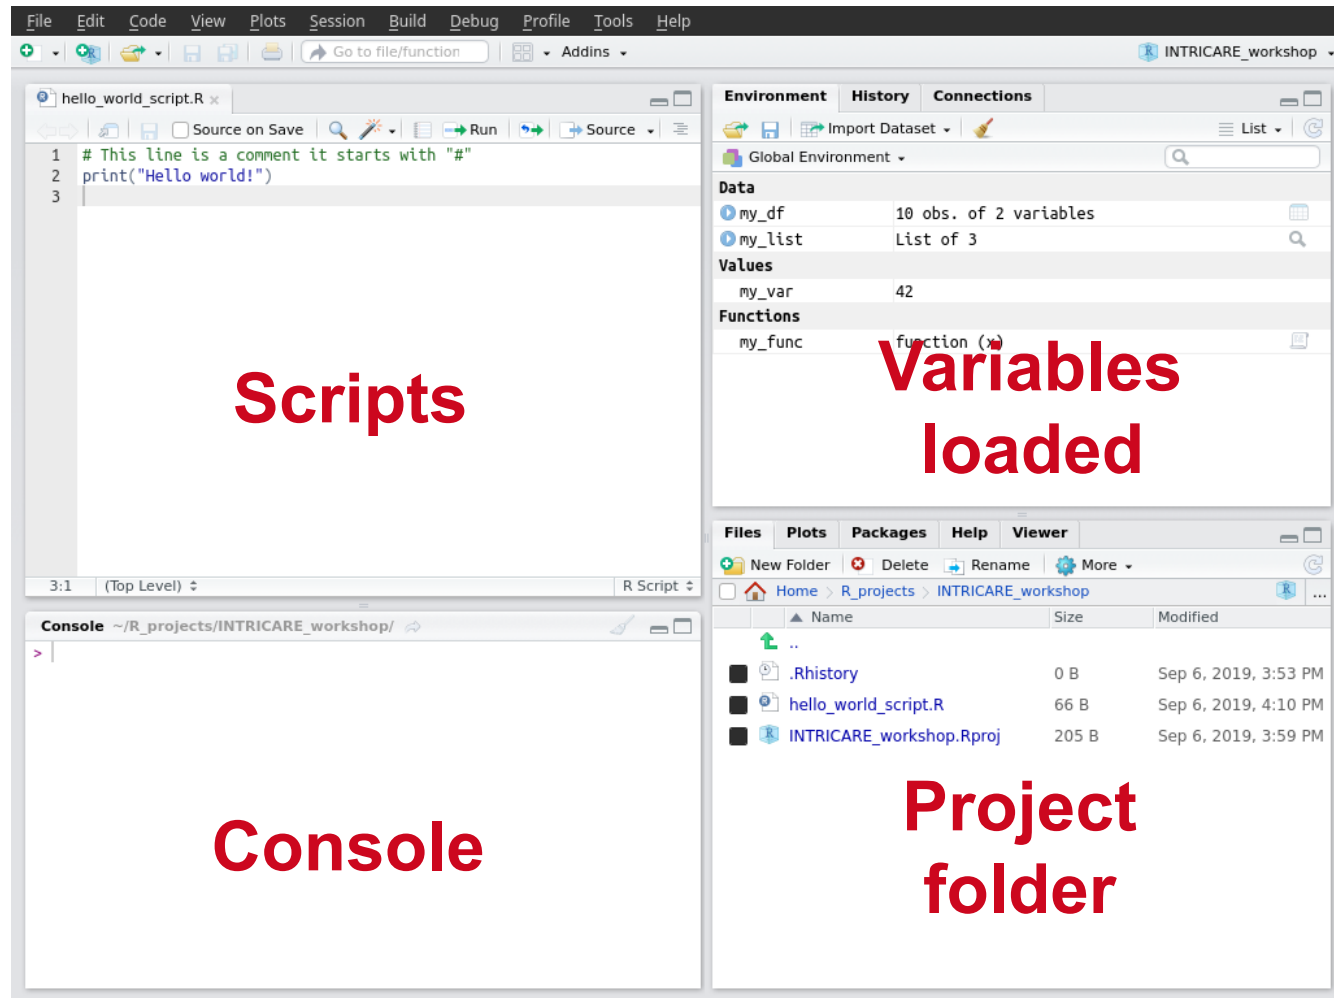 File Edit Code View Plots Session Build Debug Profile Tools Help
Go to file/function Addins INTRICARE_workshop
hello_world_script.R
Source on Save Run Source
1 # This line is a comment it starts with "#"
2 print("Hello world!")
3
Scripts
3:1 (Top Level) R Script
Console ~/R_projects/INTRICARE_workshop/
>
Console
Environment History Connections
Import Dataset List
Global Environment
Data
my_df 10 obs. of 2 variables
my_list List of 3
Values
my_var 42
Functions
my_func function (x)
Variables
loaded
Files Plots Packages Help Viewer
New Folder Delete Rename More
Home > R_projects > INTRICARE_workshop ...
Name Size Modified
..
.Rhistory 0 B Sep 6, 2019, 3:53 PM
hello_world_script.R 66 B Sep 6, 2019, 4:10 PM
INTRICARE_workshop.Rproj 205 B Sep 6, 2019, 3:59 PM
Project
folder